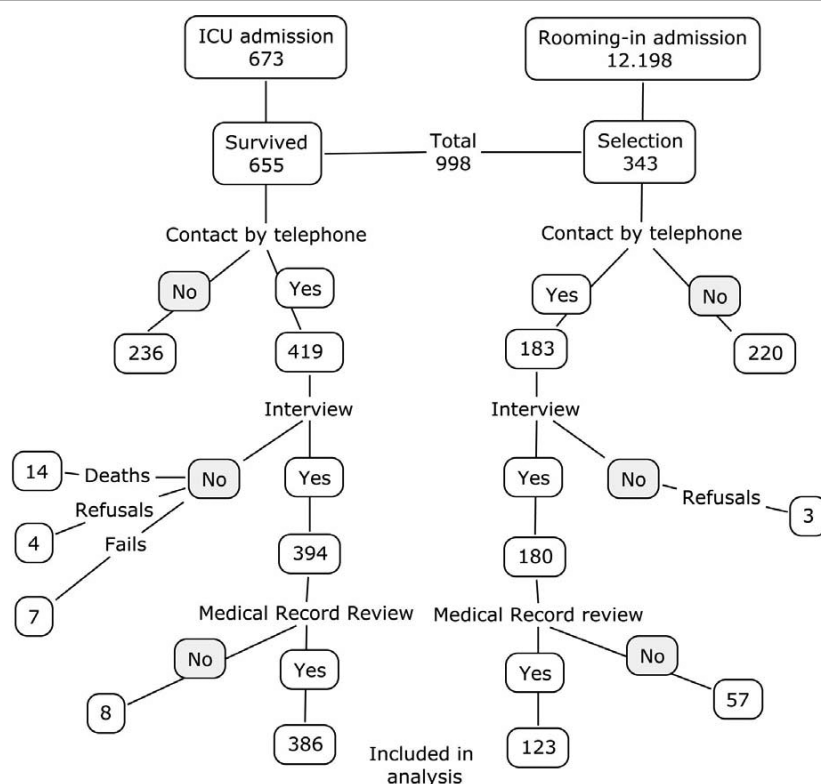 ICU admission
673
Rooming-in admission
12.198
Survived
655
Total
998
Selection
343
Contact by telephone
Contact by telephone
No
Yes
Yes
No
236
419
183
220
Interview
Interview
14
Deaths
No
Yes
Yes
No
Refusals
3
Refusals
4
Fails
7
394
180
Medical Record Review
Medical Record review
No
Yes
Yes
No
8
386
123
57
Included in
analysis